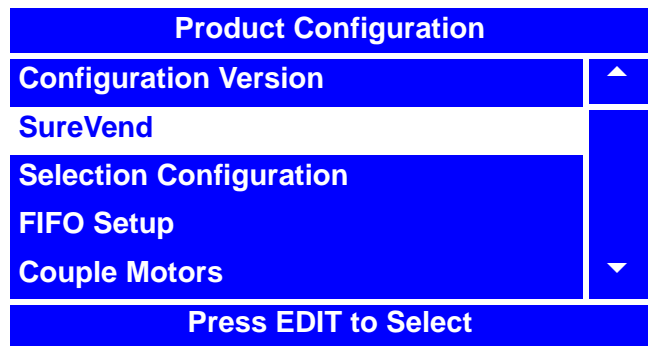 Product Configuration
Configuration Version
SureVend
Selection Configuration
FIFO Setup
Couple Motors
Press EDIT to Select